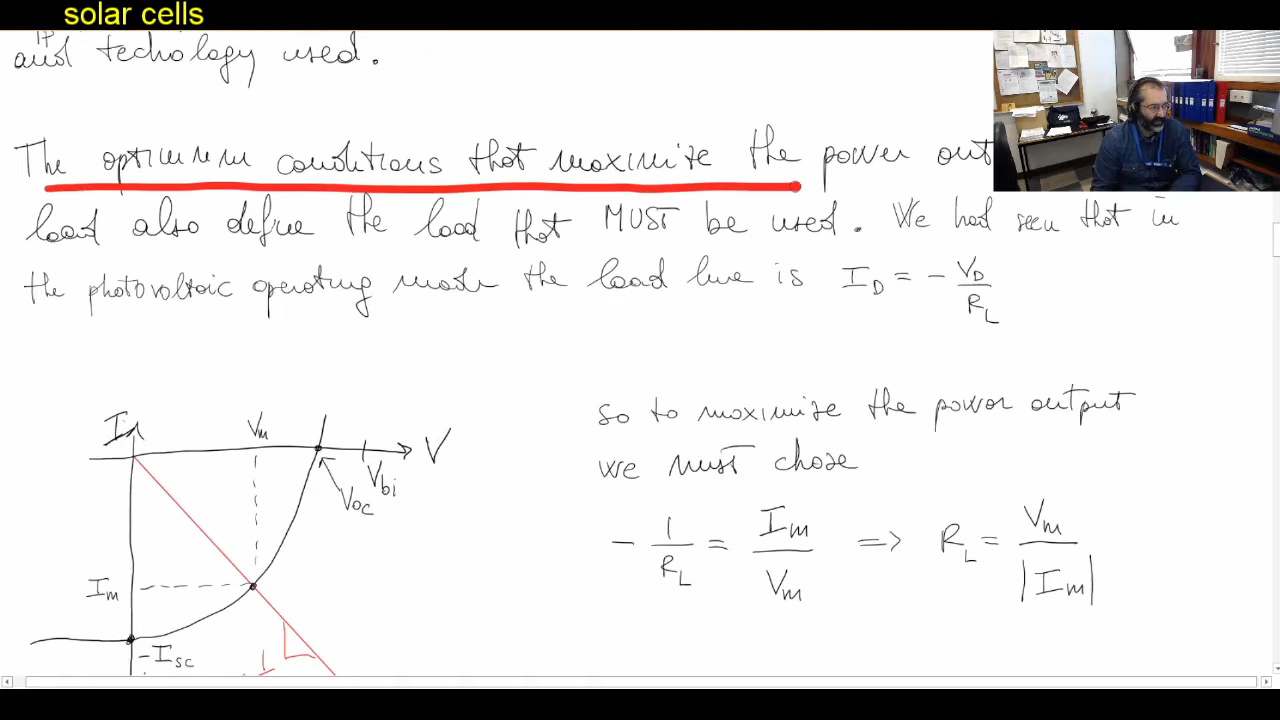 solar cells
and techology used.
The optimum conditions that maximize the power out
load also define the load that MUST be used. We had seen that in
the photovoltaic operating mode the load line is I_D = - V_D / R_L
so to maximize the power output
we must chose
- 1 / R_L = I_m / V_m => R_L = V_m / |I_m|
V_m
V
V_bi
V_oc
I_m
-I_sc